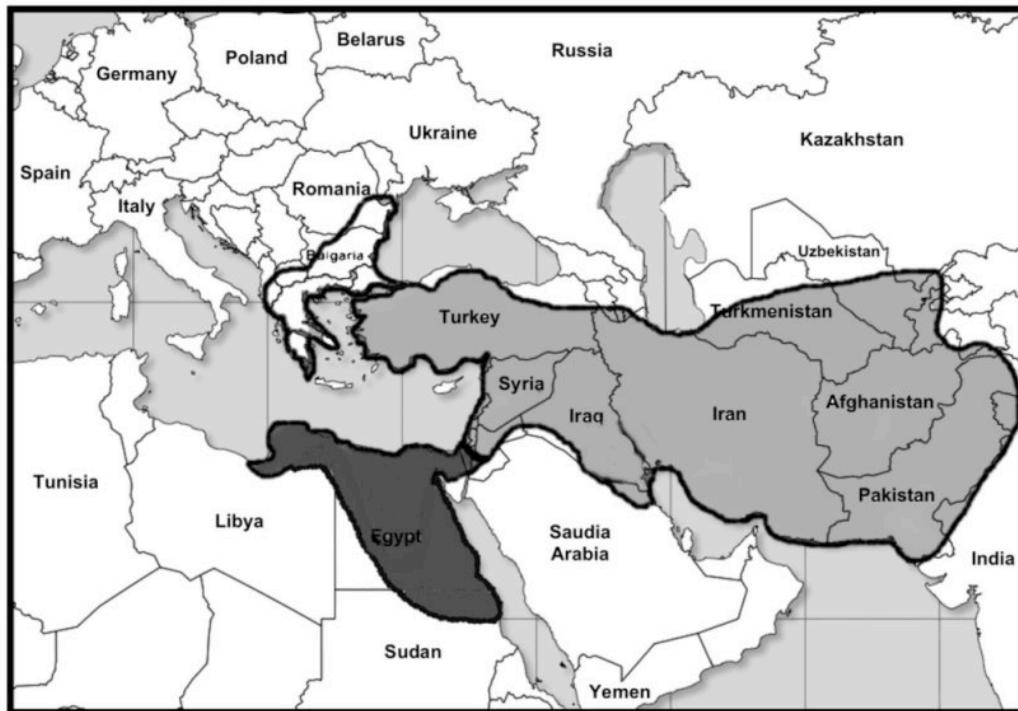 Belarus
Russia
Poland
Germany
Ukraine
Kazakhstan
Spain
Romania
Italy
Uzbekistan
Bulgaria
Turkmenistan
Turkey
Syria
Afghanistan
Iraq
Iran
Tunisia
Pakistan
Libya
Egypt
Saudia
Arabia
India
Sudan
Yemen